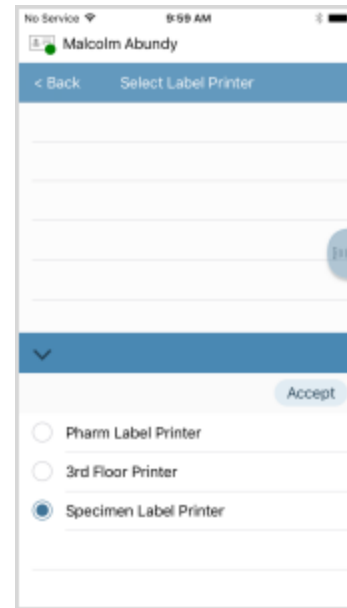 No Service 9:59 AM
Malcolm Abundy
< Back Select Label Printer
Accept
Pharm Label Printer
3rd Floor Printer
Specimen Label Printer